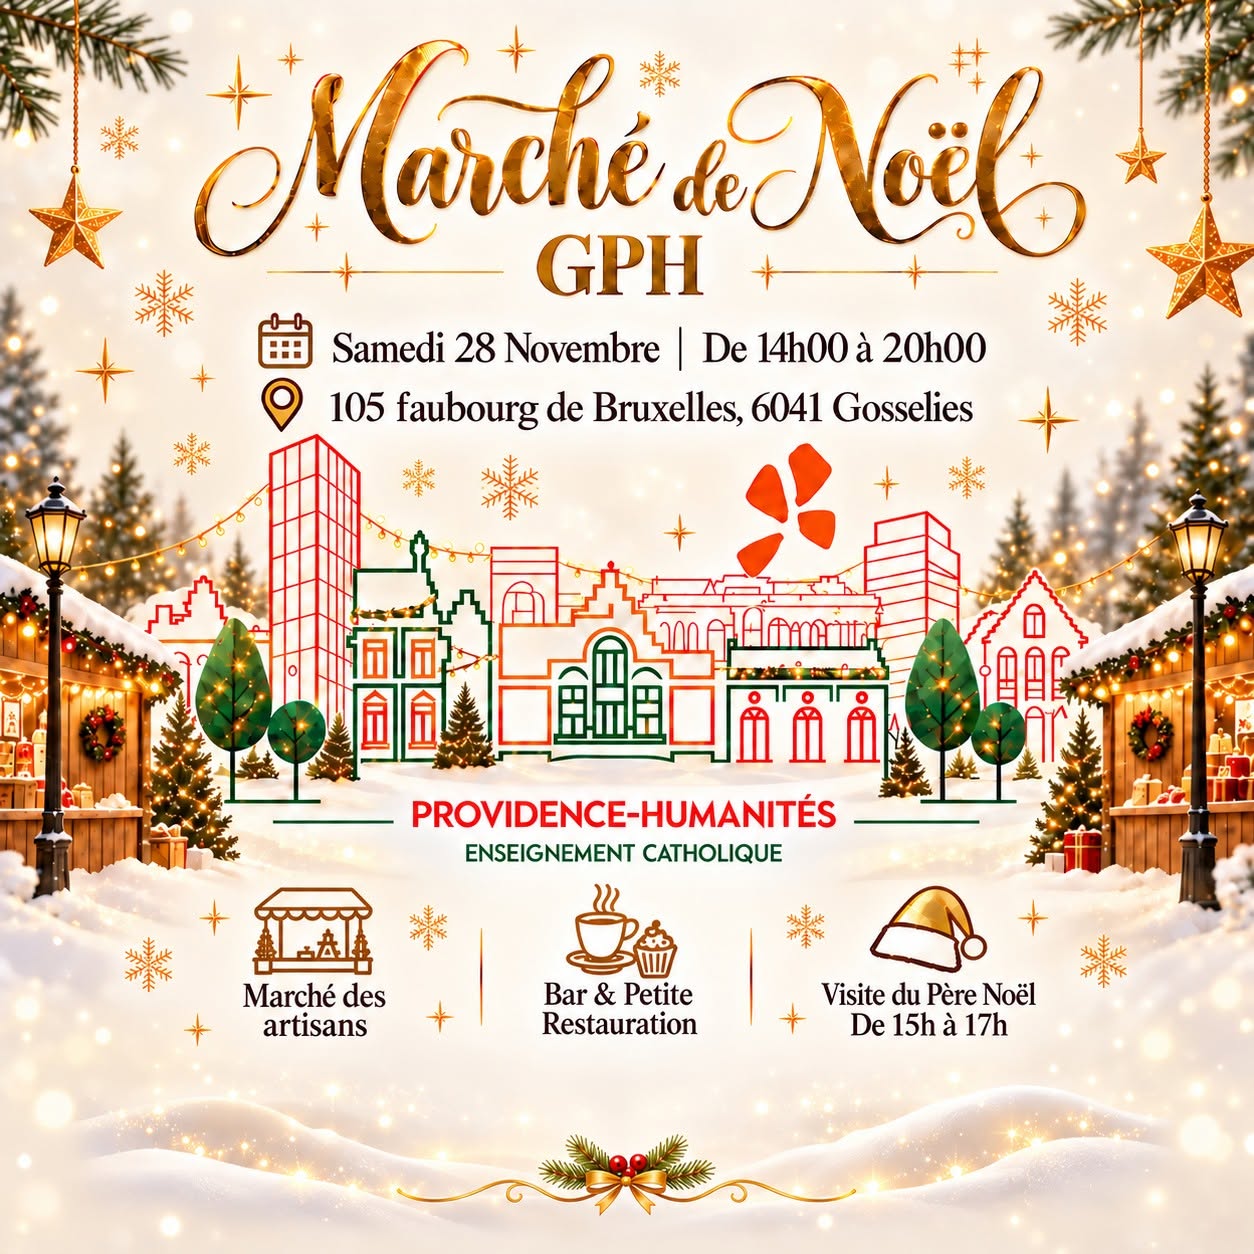 Marché de Noël
GPH
Samedi 28 Novembre | De 14h00 à 20h00
105 faubourg de Bruxelles, 6041 Gosselies
PROVIDENCE-HUMANITÉS
ENSEIGNEMENT CATHOLIQUE
Marché des
artisans
Bar & Petite
Restauration
Visite du Père Noël
De 15h à 17h